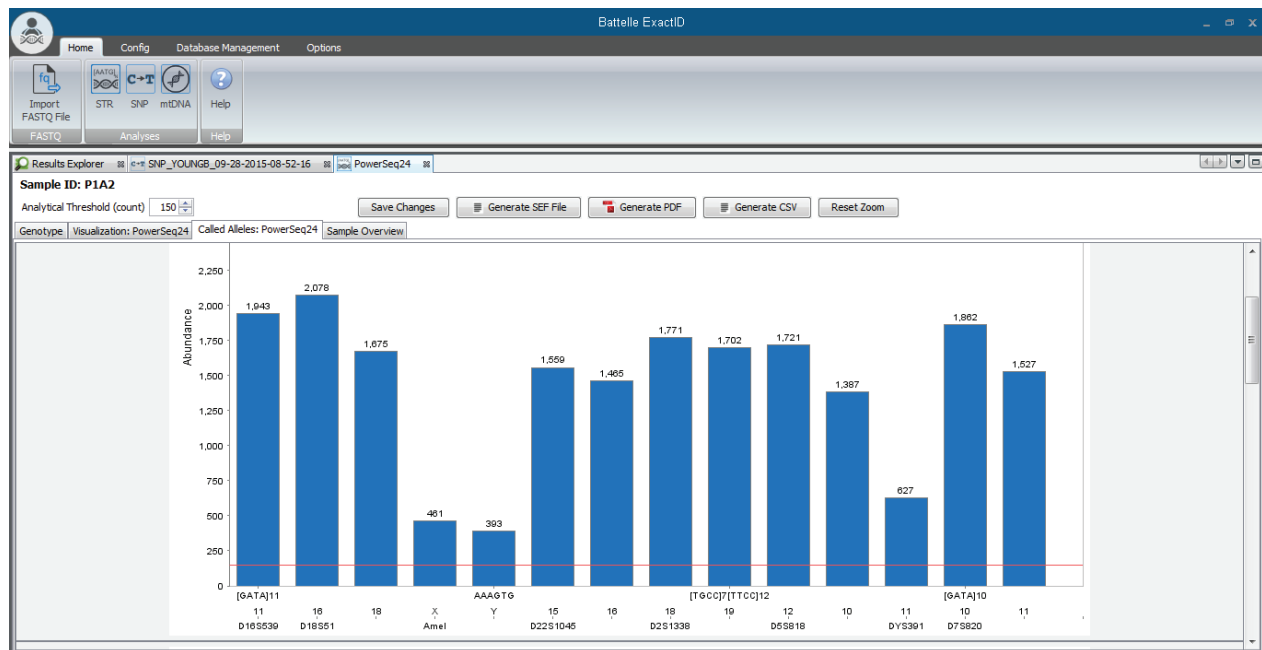 Battelle ExactID
Home Config Database Management Options
Import FASTQ File STR SNP mtDNA Help
FASTQ Analyses Help
Results Explorer SNP_YOUNGB_09-28-2015-08-52-16 PowerSeq24
Sample ID: P1A2
Analytical Threshold (count) 150 Save Changes Generate SEF File Generate PDF Generate CSV Reset Zoom
Genotype Visualization: PowerSeq24 Called Alleles: PowerSeq24 Sample Overview
Abundance
2,250
2,000
1,750
1,500
1,250
1,000
750
500
250
0
1,943 2,078 1,675 461 393 1,559 1,465 1,771 1,702 1,721 1,387 627 1,862 1,527
[GATA]11 AAAGTG [TGCC]7[TTCC]12 [GATA]10
11 16 18 X Y 15 16 18 19 12 10 11 10 11
D16S539 D18S51 Amel D22S1045 D2S1338 D5S818 DYS391 D7S820